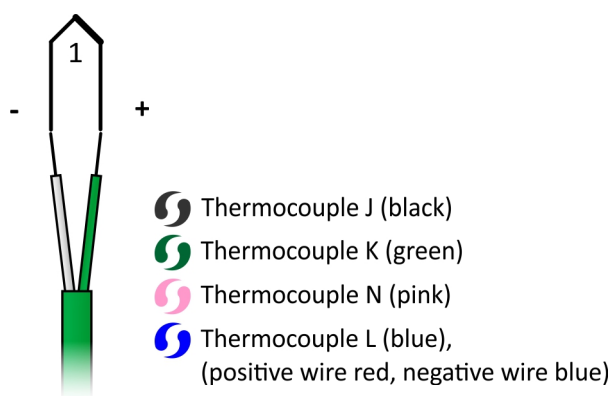 1
- +
Thermocouple J (black)
Thermocouple K (green)
Thermocouple N (pink)
Thermocouple L (blue),
(positive wire red, negative wire blue)